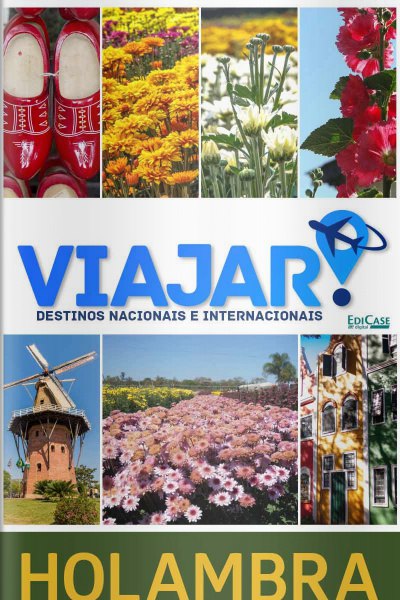 VIAJAR!
DESTINOS NACIONAIS E INTERNACIONAIS
EDICASE
digital
HOLAMBRA